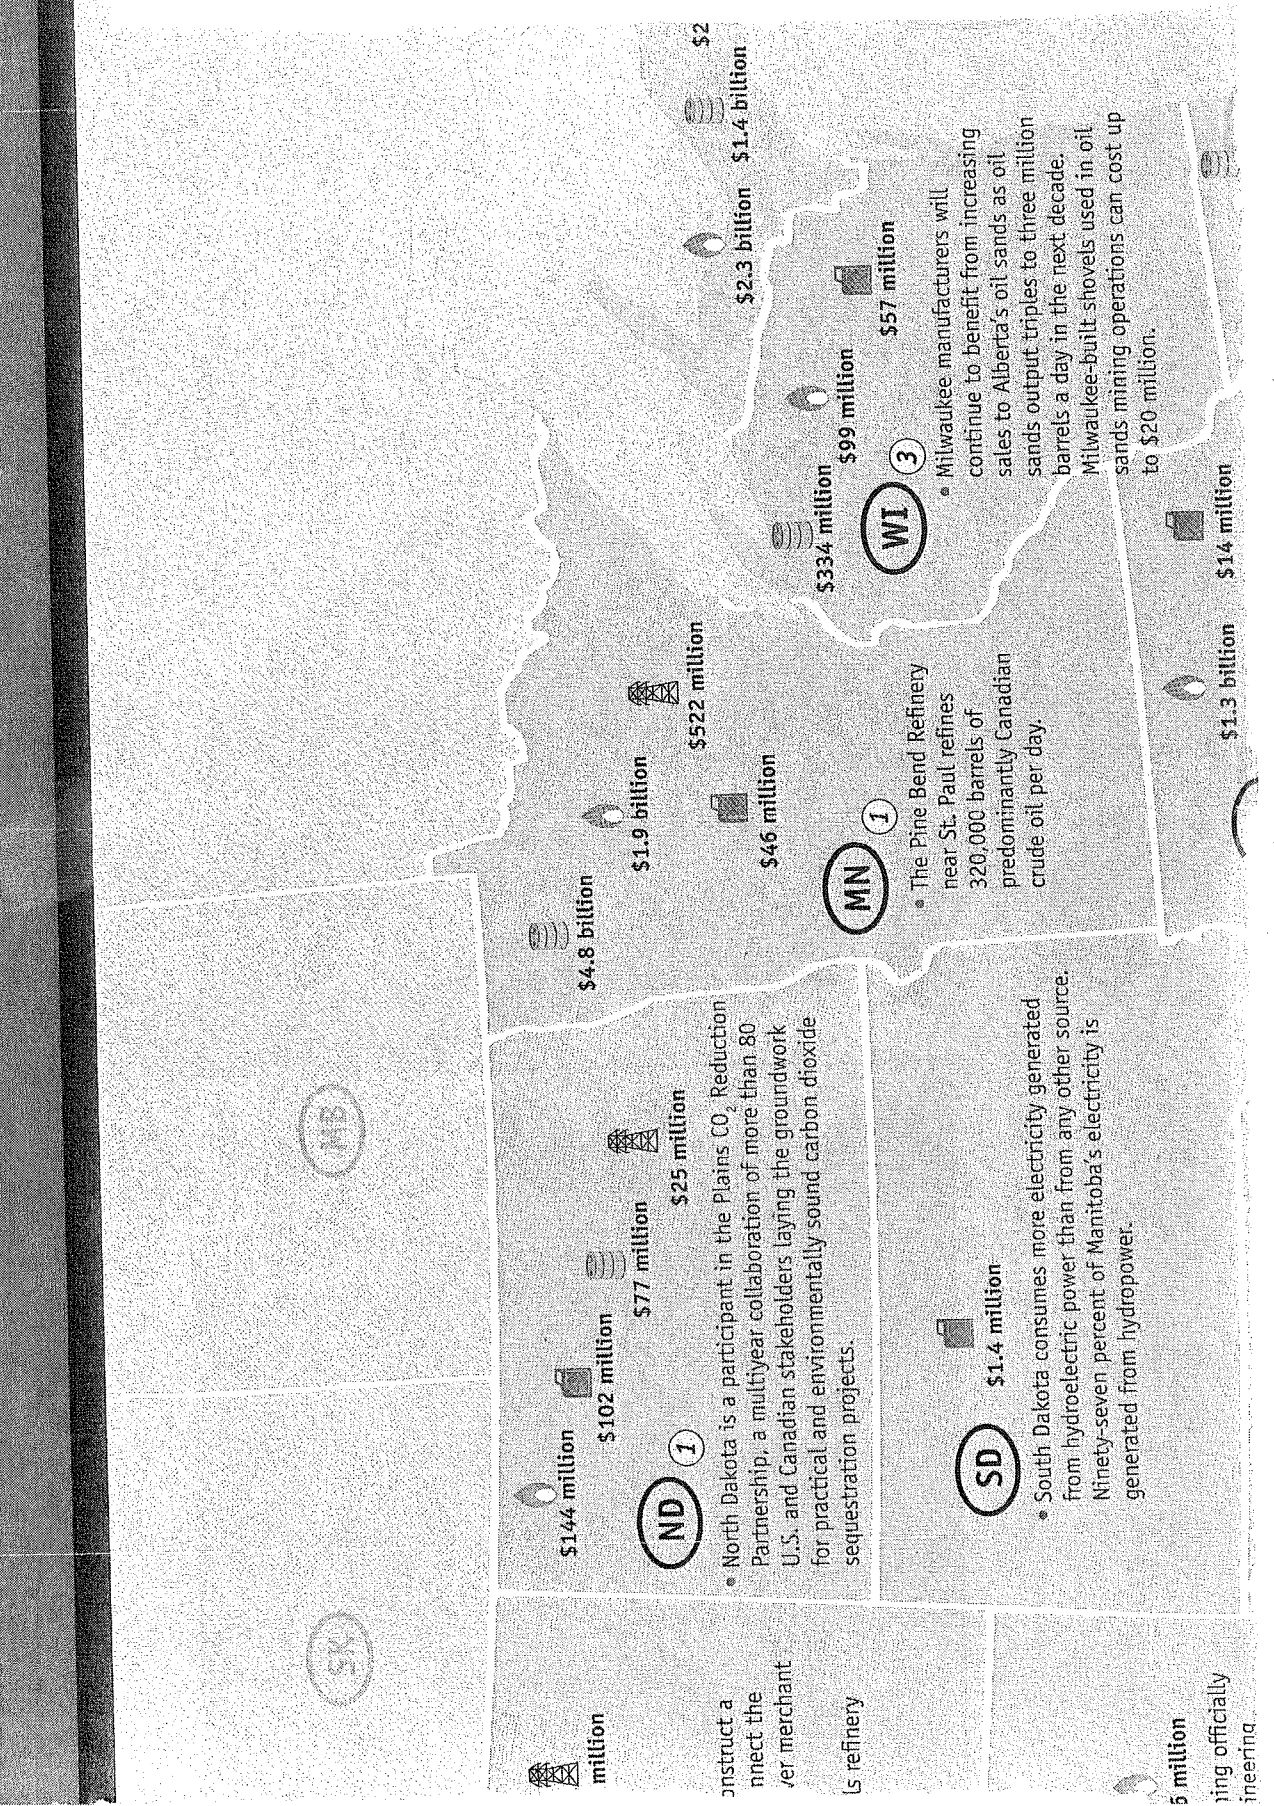 SK
MB
million
onstruct a
nnect the
ver merchant
ls refinery
6 million
ing officially
ineering
$144 million
$102 million
$77 million
$25 million
ND 1
• North Dakota is a participant in the Plains CO₂ Reduction
Partnership, a multiyear collaboration of more than 80
U.S. and Canadian stakeholders laying the groundwork
for practical and environmentally sound carbon dioxide
sequestration projects.
$1.4 million
SD
• South Dakota consumes more electricity generated
from hydroelectric power than from any other source.
Ninety-seven percent of Manitoba's electricity is
generated from hydropower.
$4.8 billion
$1.9 billion
$522 million
$46 million
MN 1
• The Pine Bend Refinery
near St. Paul refines
320,000 barrels of
predominantly Canadian
crude oil per day.
$334 million
$99 million
$57 million
WI 3
• Milwaukee manufacturers will
continue to benefit from increasing
sales to Alberta's oil sands as oil
sands output triples to three million
barrels a day in the next decade.
Milwaukee-built shovels used in oil
sands mining operations can cost up
to $20 million.
$2.3 billion
$1.4 billion
$2
$1.3 billion
$14 million